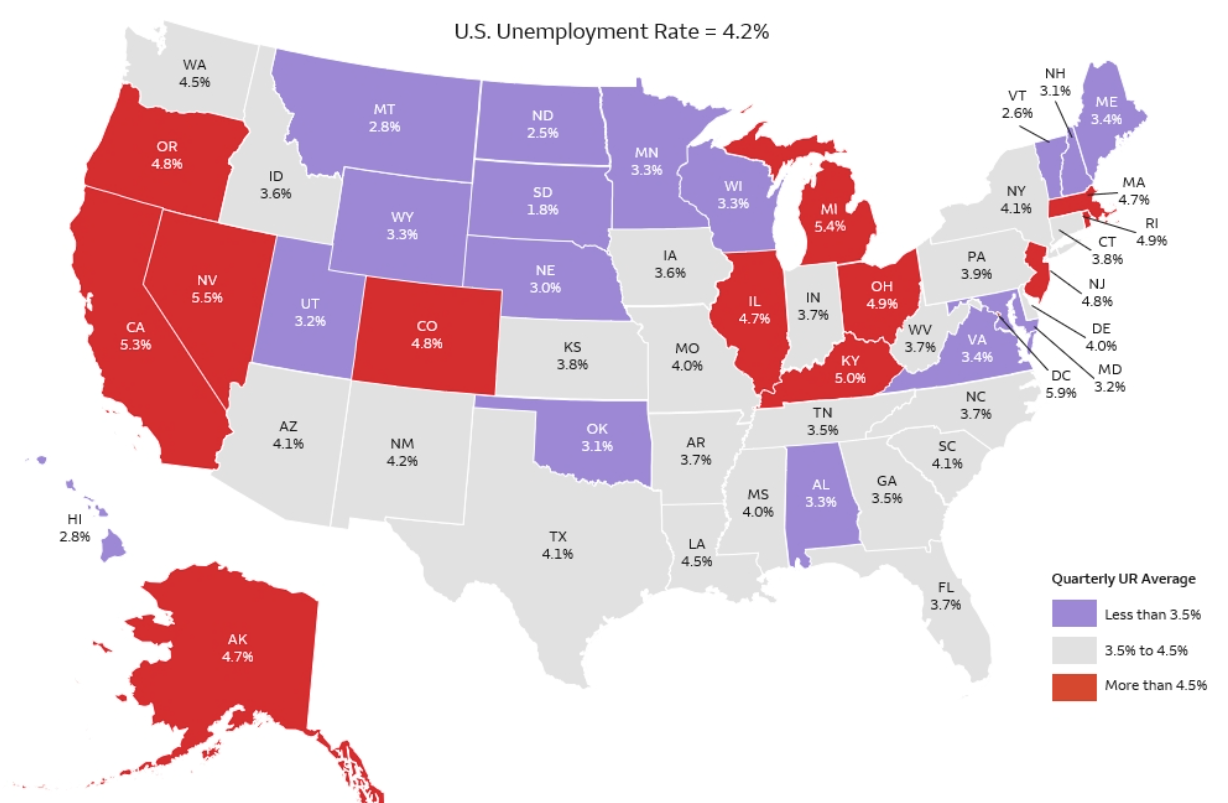 U.S. Unemployment Rate = 4.2%
WA
4.5%
OR
4.8%
CA
5.3%
NV
5.5%
ID
3.6%
MT
2.8%
WY
3.3%
UT
3.2%
CO
4.8%
AZ
4.1%
NM
4.2%
ND
2.5%
SD
1.8%
NE
3.0%
KS
3.8%
OK
3.1%
TX
4.1%
MN
3.3%
IA
3.6%
MO
4.0%
AR
3.7%
LA
4.5%
WI
3.3%
IL
4.7%
MI
5.4%
IN
3.7%
OH
4.9%
KY
5.0%
TN
3.5%
MS
4.0%
AL
3.3%
GA
3.5%
FL
3.7%
SC
4.1%
NC
3.7%
VA
3.4%
WV
3.7%
PA
3.9%
NY
4.1%
VT
2.6%
NH
3.1%
ME
3.4%
MA
4.7%
RI
4.9%
CT
3.8%
NJ
4.8%
DE
4.0%
MD
3.2%
DC
5.9%
HI
2.8%
AK
4.7%
Quarterly UR Average
Less than 3.5%
3.5% to 4.5%
More than 4.5%